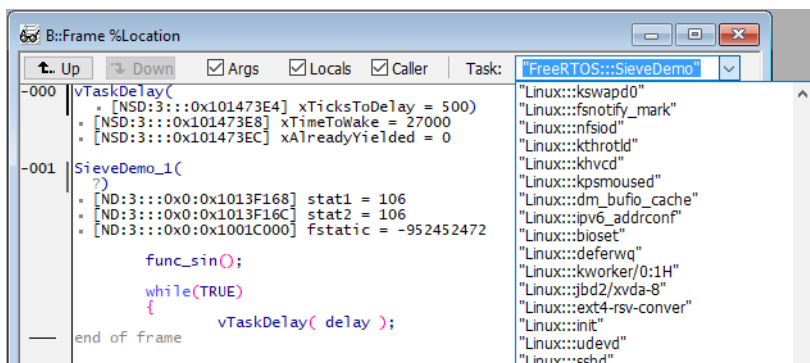 B::Frame %Location
Up Down Args Locals Caller Task: "FreeRTOS:::SieveDemo"
-000 vTaskDelay(
[NSD:3:::0x101473E4] xTicksToDelay = 500)
[NSD:3:::0x101473E8] xTimeToWake = 27000
[NSD:3:::0x101473EC] xAlreadyYielded = 0
-001 SieveDemo_1(
?)
[ND:3:::0x0:0x1013F168] stat1 = 106
[ND:3:::0x0:0x1013F16C] stat2 = 106
[ND:3:::0x0:0x1001C000] fstatic = -952452472
func_sin();
while(TRUE)
{
vTaskDelay( delay );
end of frame
"Linux:::kswapd0"
"Linux:::fsnotify_mark"
"Linux:::nfsiod"
"Linux:::kthrotld"
"Linux:::khvcd"
"Linux:::kpsmoused"
"Linux:::dm_bufio_cache"
"Linux:::ipv6_addrconf"
"Linux:::bioset"
"Linux:::deferwq"
"Linux:::kworker/0:1H"
"Linux:::jbd2/xvda-8"
"Linux:::ext4-rsv-conver"
"Linux:::init"
"Linux:::udevd"
"Linux:::sshd"